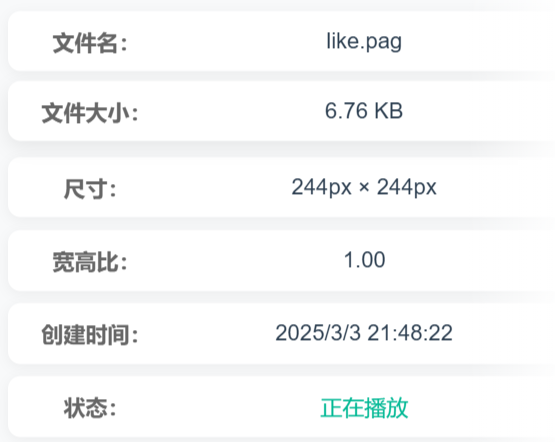 文件名： like.pag
文件大小： 6.76 KB
尺寸： 244px × 244px
宽高比： 1.00
创建时间： 2025/3/3 21:48:22
状态： 正在播放